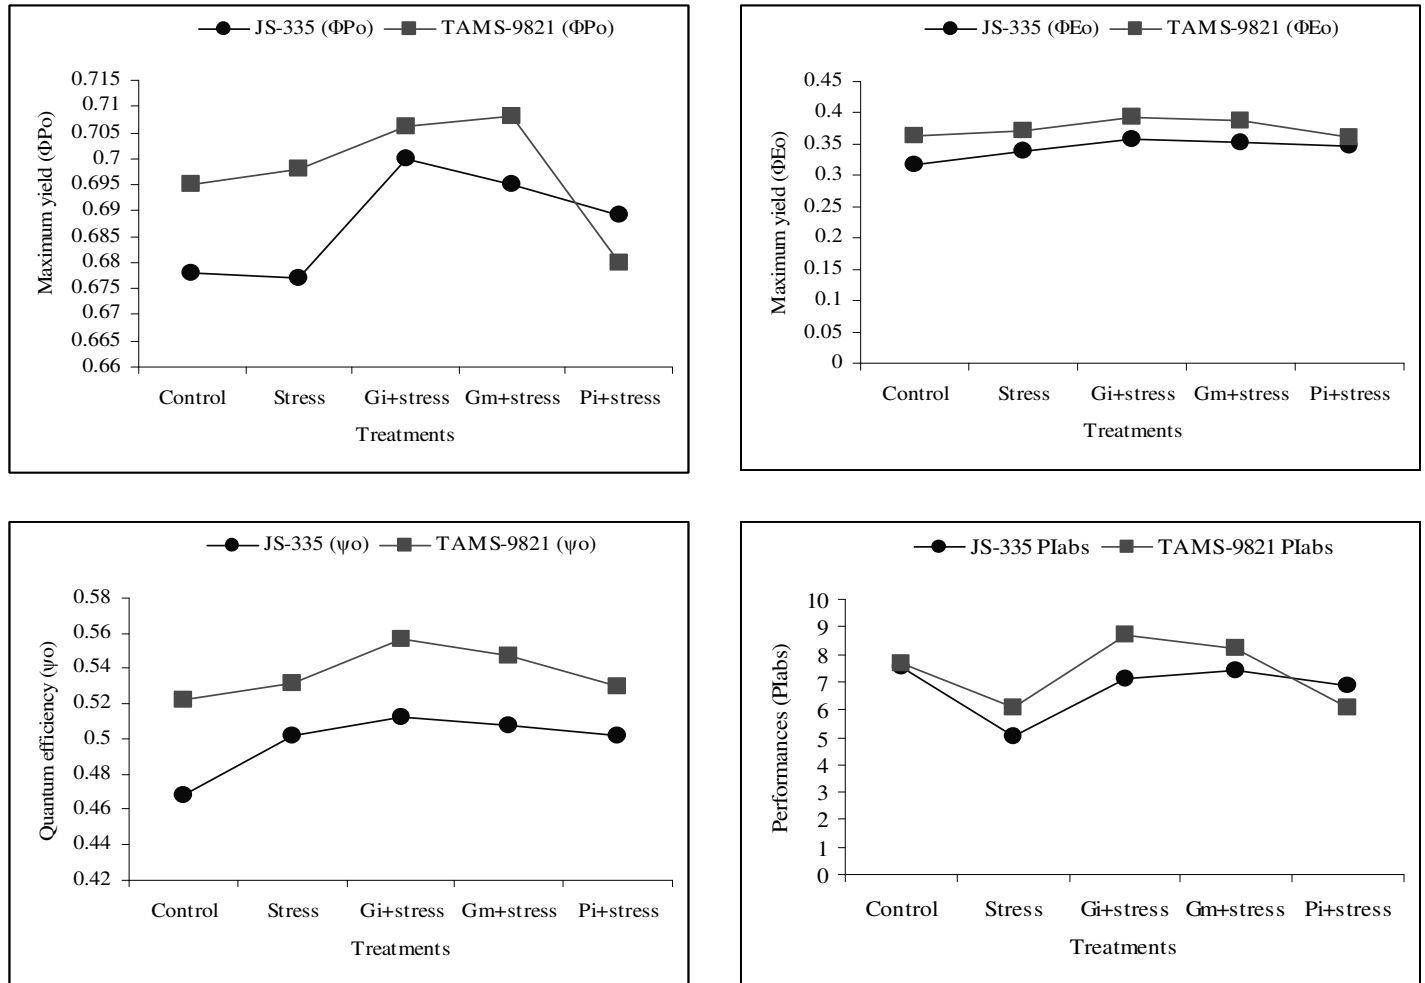 JS-335 (ΦPo) TAMS-9821 (ΦPo)
Maximum yield (ΦPo)
0.715
0.71
0.705
0.7
0.695
0.69
0.685
0.68
0.675
0.67
0.665
0.66
Control Stress Gi+stress Gm+stress Pi+stress
Treatments
JS-335 (ΦEo) TAMS-9821 (ΦEo)
Maximum yield (ΦEo)
0.45
0.4
0.35
0.3
0.25
0.2
0.15
0.1
0.05
0
Control Stress Gi+stress Gm+stress Pi+stress
Treatments
JS-335 (ψo) TAMS-9821 (ψo)
Quantum efficiency (ψo)
0.58
0.56
0.54
0.52
0.5
0.48
0.46
0.44
0.42
Control Stress Gi+stress Gm+stress Pi+stress
Treatments
JS-335 PIabs TAMS-9821 PIabs
Performances (PIabs)
10
9
8
7
6
5
4
3
2
1
0
Control Stress Gi+stress Gm+stress Pi+stress
Treatments